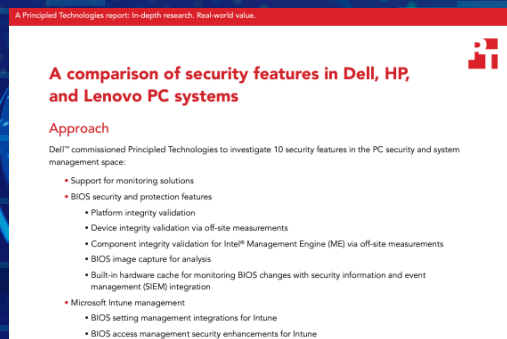 A Principled Technologies report: In-depth research. Real-world value.
PT
A comparison of security features in Dell, HP,
and Lenovo PC systems
Approach
Dell™ commissioned Principled Technologies to investigate 10 security features in the PC security and system
management space:
• Support for monitoring solutions
• BIOS security and protection features
• Platform integrity validation
• Device integrity validation via off-site measurements
• Component integrity validation for Intel® Management Engine (ME) via off-site measurements
• BIOS image capture for analysis
• Built-in hardware cache for monitoring BIOS changes with security information and event
management (SIEM) integration
• Microsoft Intune management
• BIOS setting management integrations for Intune
• BIOS access management security enhancements for Intune